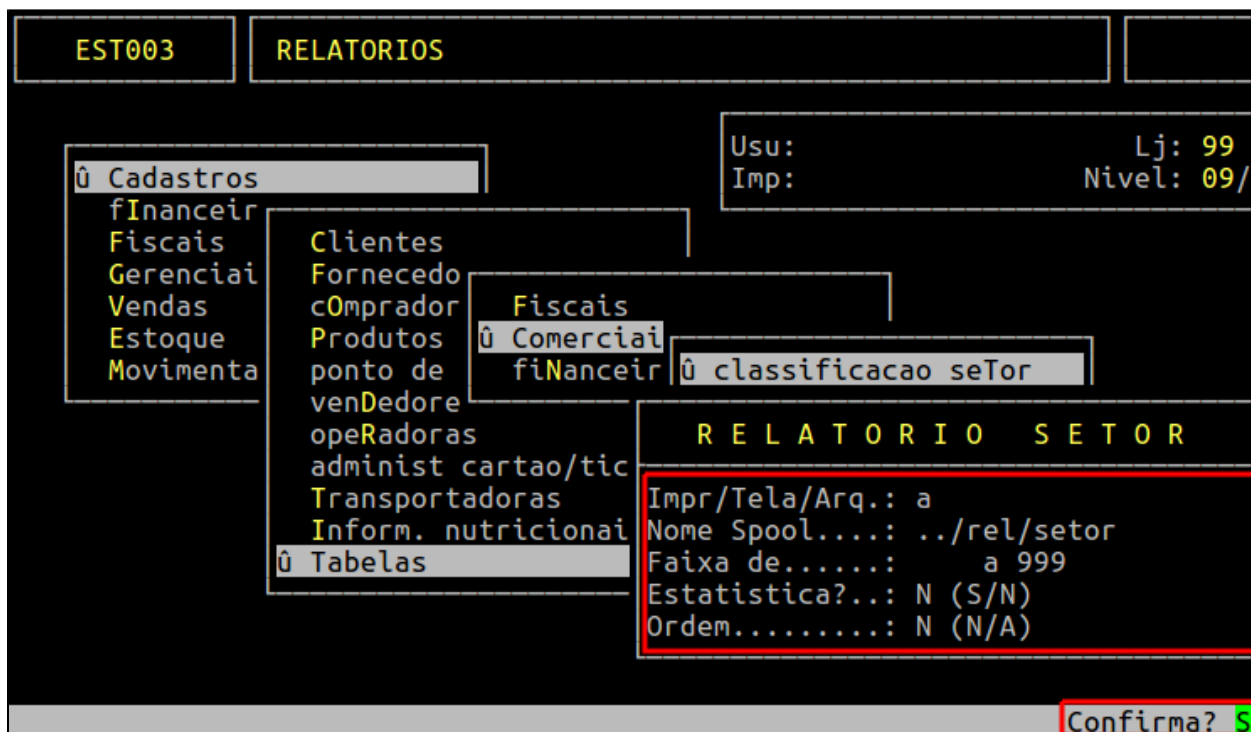 EST003 RELATORIOS
Usu: Lj: 99
Imp: Nivel: 09/
û Cadastros
fInanceir
Fiscais
Gerenciai
Vendas
Estoque
Movimenta
Clientes
Fornecedo
cOmprador
Produtos
ponto de
venDedore
opeRadoras
administ cartao/tic
Transportadoras
Inform. nutricionai
û Tabelas
Fiscais
û Comerciai
fiNanceir
û classificacao seTor
R E L A T O R I O   S E T O R
Impr/Tela/Arq.: a
Nome Spool....: ../rel/setor
Faixa de......:     a 999
Estatistica?..: N (S/N)
Ordem.........: N (N/A)
Confirma? S